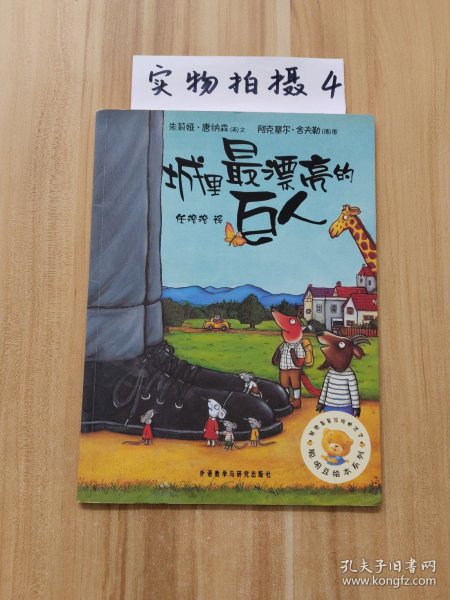 实物拍摄 4
朱莉娅·唐纳森(英)文 阿克塞尔·舍夫勒(德)图
城里最漂亮的
巨人
任溶溶 译
聪明豆绘本系列
外语教学与研究出版社
孔夫子旧书网
www.kongfz.com